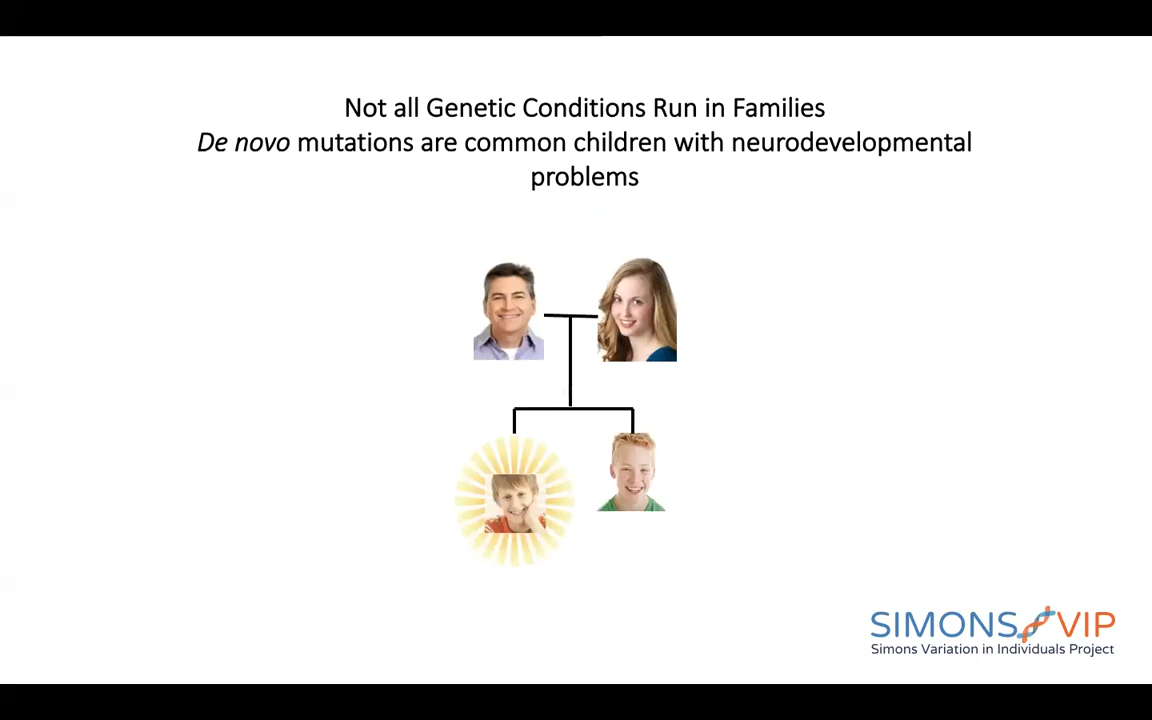 Not all Genetic Conditions Run in Families
De novo mutations are common children with neurodevelopmental
problems
SIMONS VIP
Simons Variation in Individuals Project